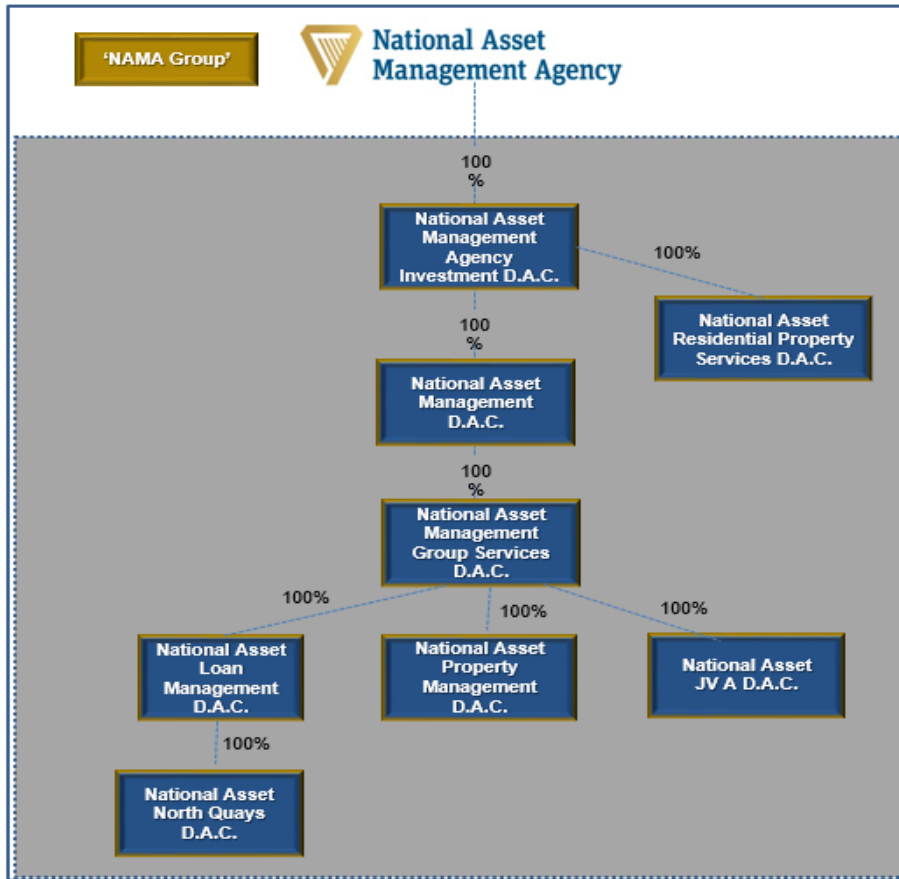 ‘NAMA Group’
National Asset
Management Agency
100
%
National Asset
Management
Agency
Investment D.A.C.
100%
National Asset
Residential Property
Services D.A.C.
100
%
National Asset
Management
D.A.C.
100
%
National Asset
Management
Group Services
D.A.C.
100%
100%
100%
National Asset
Loan
Management
D.A.C.
National Asset
Property
Management
D.A.C.
National Asset
JV A D.A.C.
100%
National Asset
North Quays
D.A.C.